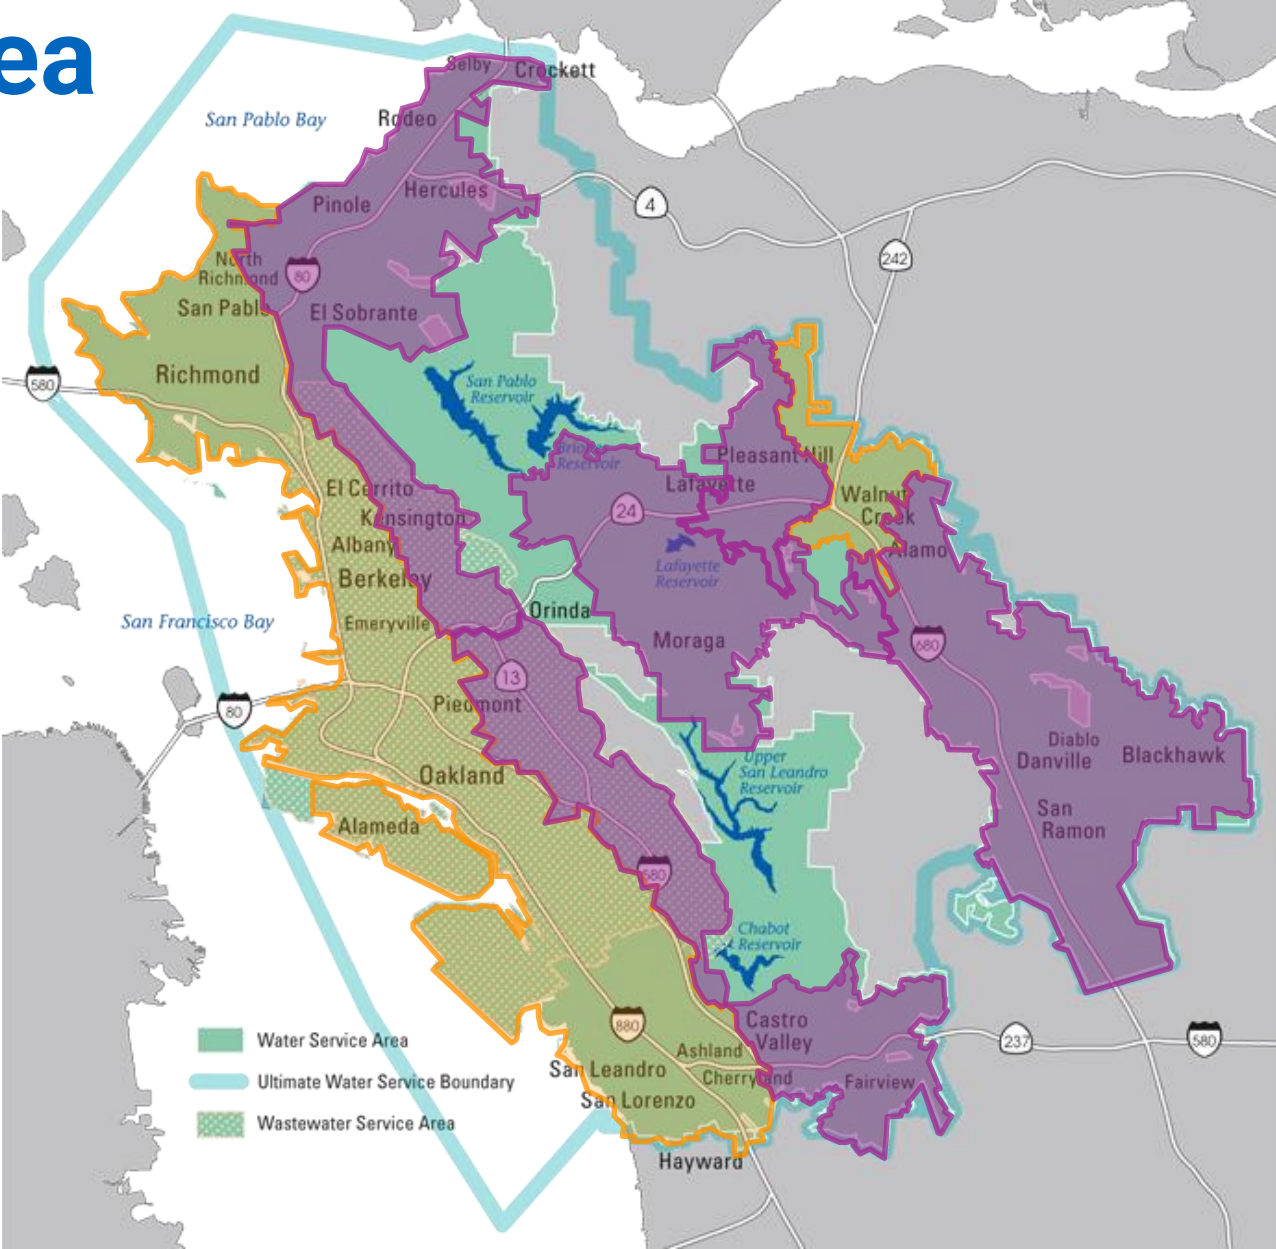 ea
Selby
Crockett
San Pablo Bay
Rodeo
Hercules
Pinole
4
242
North
Richmond
80
San Pablo
El Sobrante
Richmond
580
San Pablo
Reservoir
Briones
Reservoir
Pleasant Hill
Lafayette
El Cerrito
Walnut
Creek
24
Kensington
Albany
Alamo
Lafayette
Reservoir
Berkeley
Orinda
San Francisco Bay
Emeryville
Moraga
680
13
Piedmont
80
Diablo
Danville
Blackhawk
Upper
San Leandro
Reservoir
Oakland
San
Ramon
Alameda
580
Chabot
Reservoir
Castro
Valley
880
237
580
Water Service Area
Ashland
San Leandro
Cherryland
Fairview
Ultimate Water Service Boundary
San Lorenzo
Wastewater Service Area
Hayward